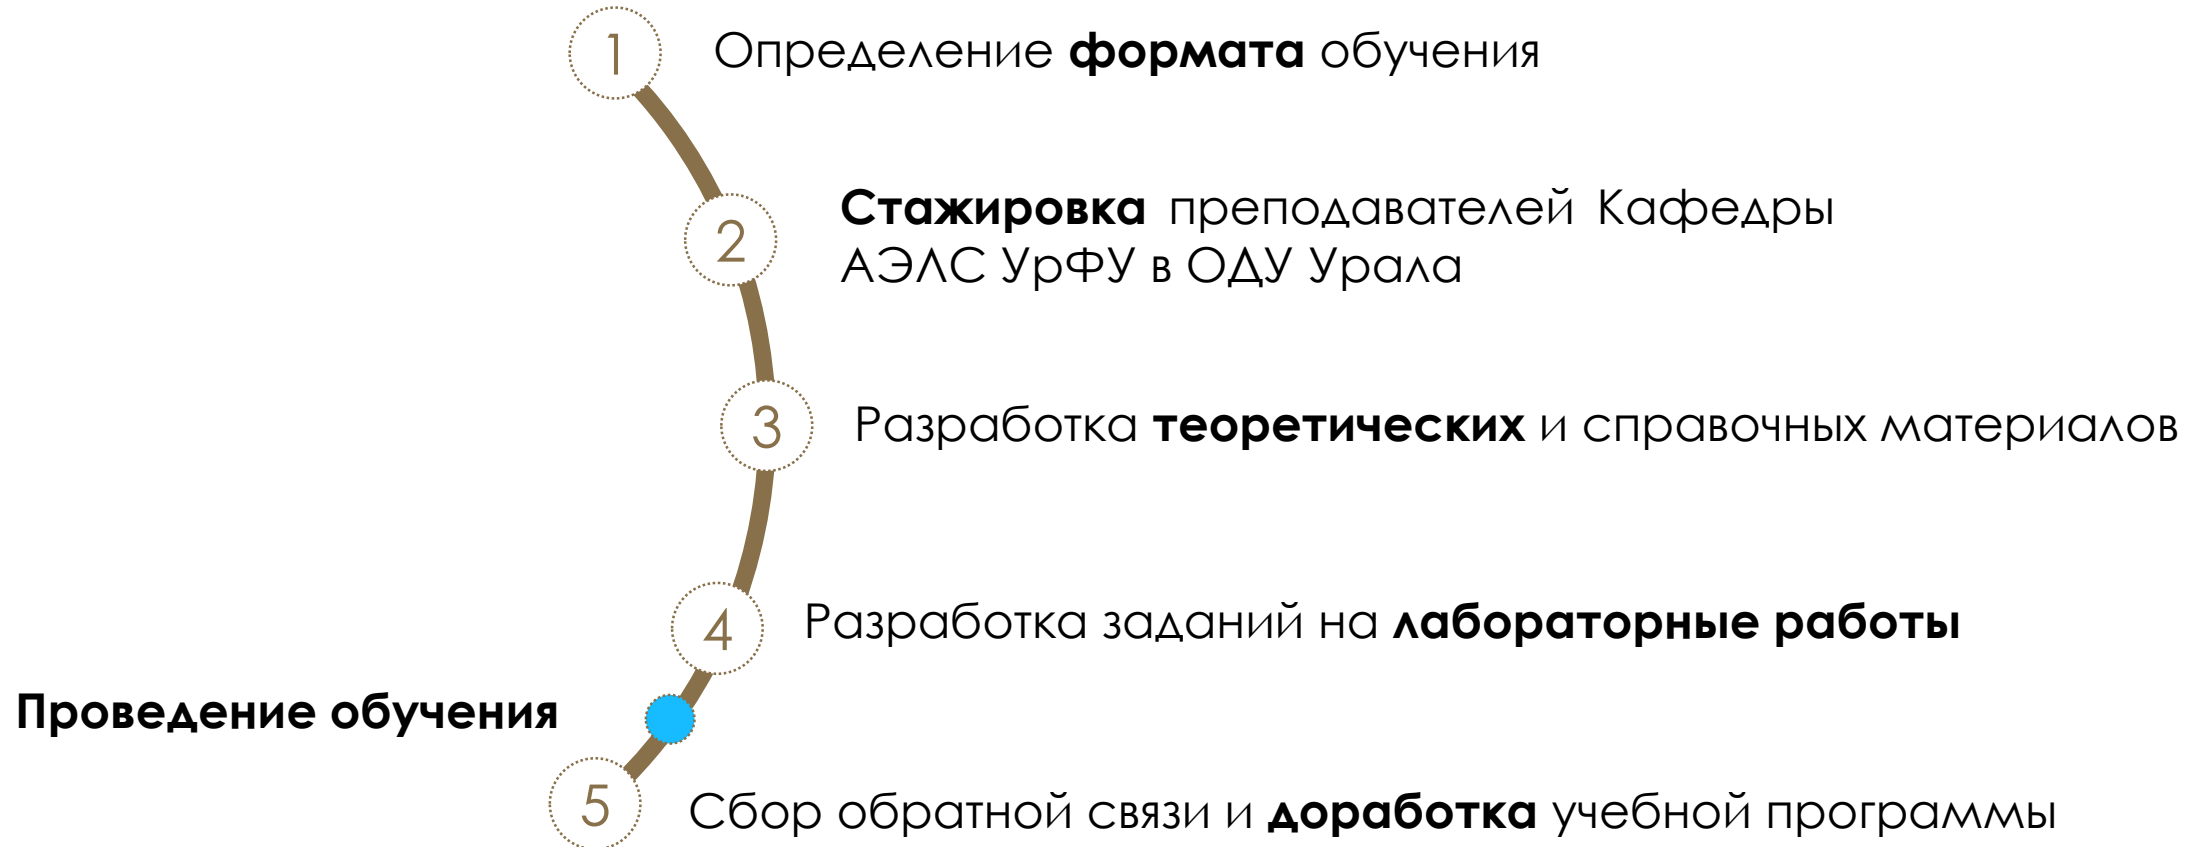 1
Определение формата обучения
2
Стажировка преподавателей Кафедры
АЭЛС УрФУ в ОДУ Урала
3
Разработка теоретических и справочных материалов
4
Разработка заданий на лабораторные работы
Проведение обучения
5
Сбор обратной связи и доработка учебной программы